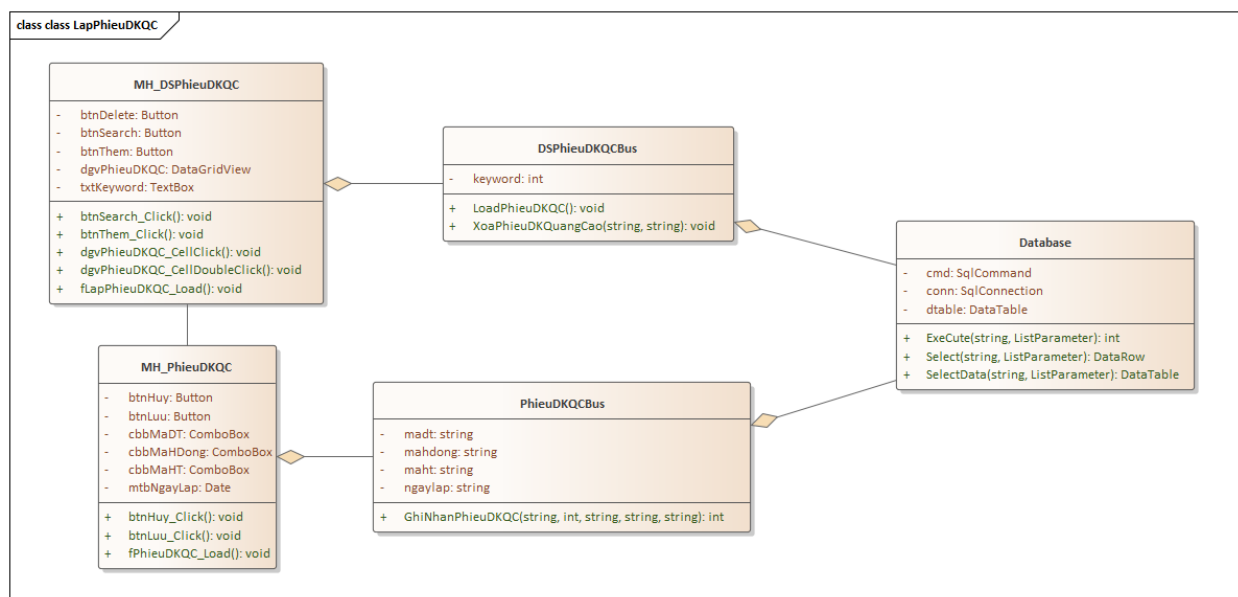 class class LapPhieuDKQC
MH_DSPhieuDKQC
- btnDelete: Button
- btnSearch: Button
- btnThem: Button
- dgvPhieuDKQC: DataGridView
- txtKeyword: TextBox
+ btnSearch_Click(): void
+ btnThem_Click(): void
+ dgvPhieuDKQC_CellClick(): void
+ dgvPhieuDKQC_CellDoubleClick(): void
+ fLapPhieuDKQC_Load(): void
DSPhieuDKQCBus
- keyword: int
+ LoadPhieuDKQC(): void
+ XoaPhieuDKQuangCao(string, string): void
Database
- cmd: SqlCommand
- conn: SqlConnection
- dtable: DataTable
+ ExeCute(string, ListParameter): int
+ Select(string, ListParameter): DataRow
+ SelectData(string, ListParameter): DataTable
MH_PhieuDKQC
- btnHuy: Button
- btnLuu: Button
- cbbMaDT: ComboBox
- cbbMaHDong: ComboBox
- cbbMaHT: ComboBox
- mtbNgayLap: Date
+ btnHuy_Click(): void
+ btnLuu_Click(): void
+ fPhieuDKQC_Load(): void
PhieuDKQCBus
- madt: string
- mahdong: string
- maht: string
- ngaylap: string
+ GhiNhanPhieuDKQC(string, int, string, string, string): int